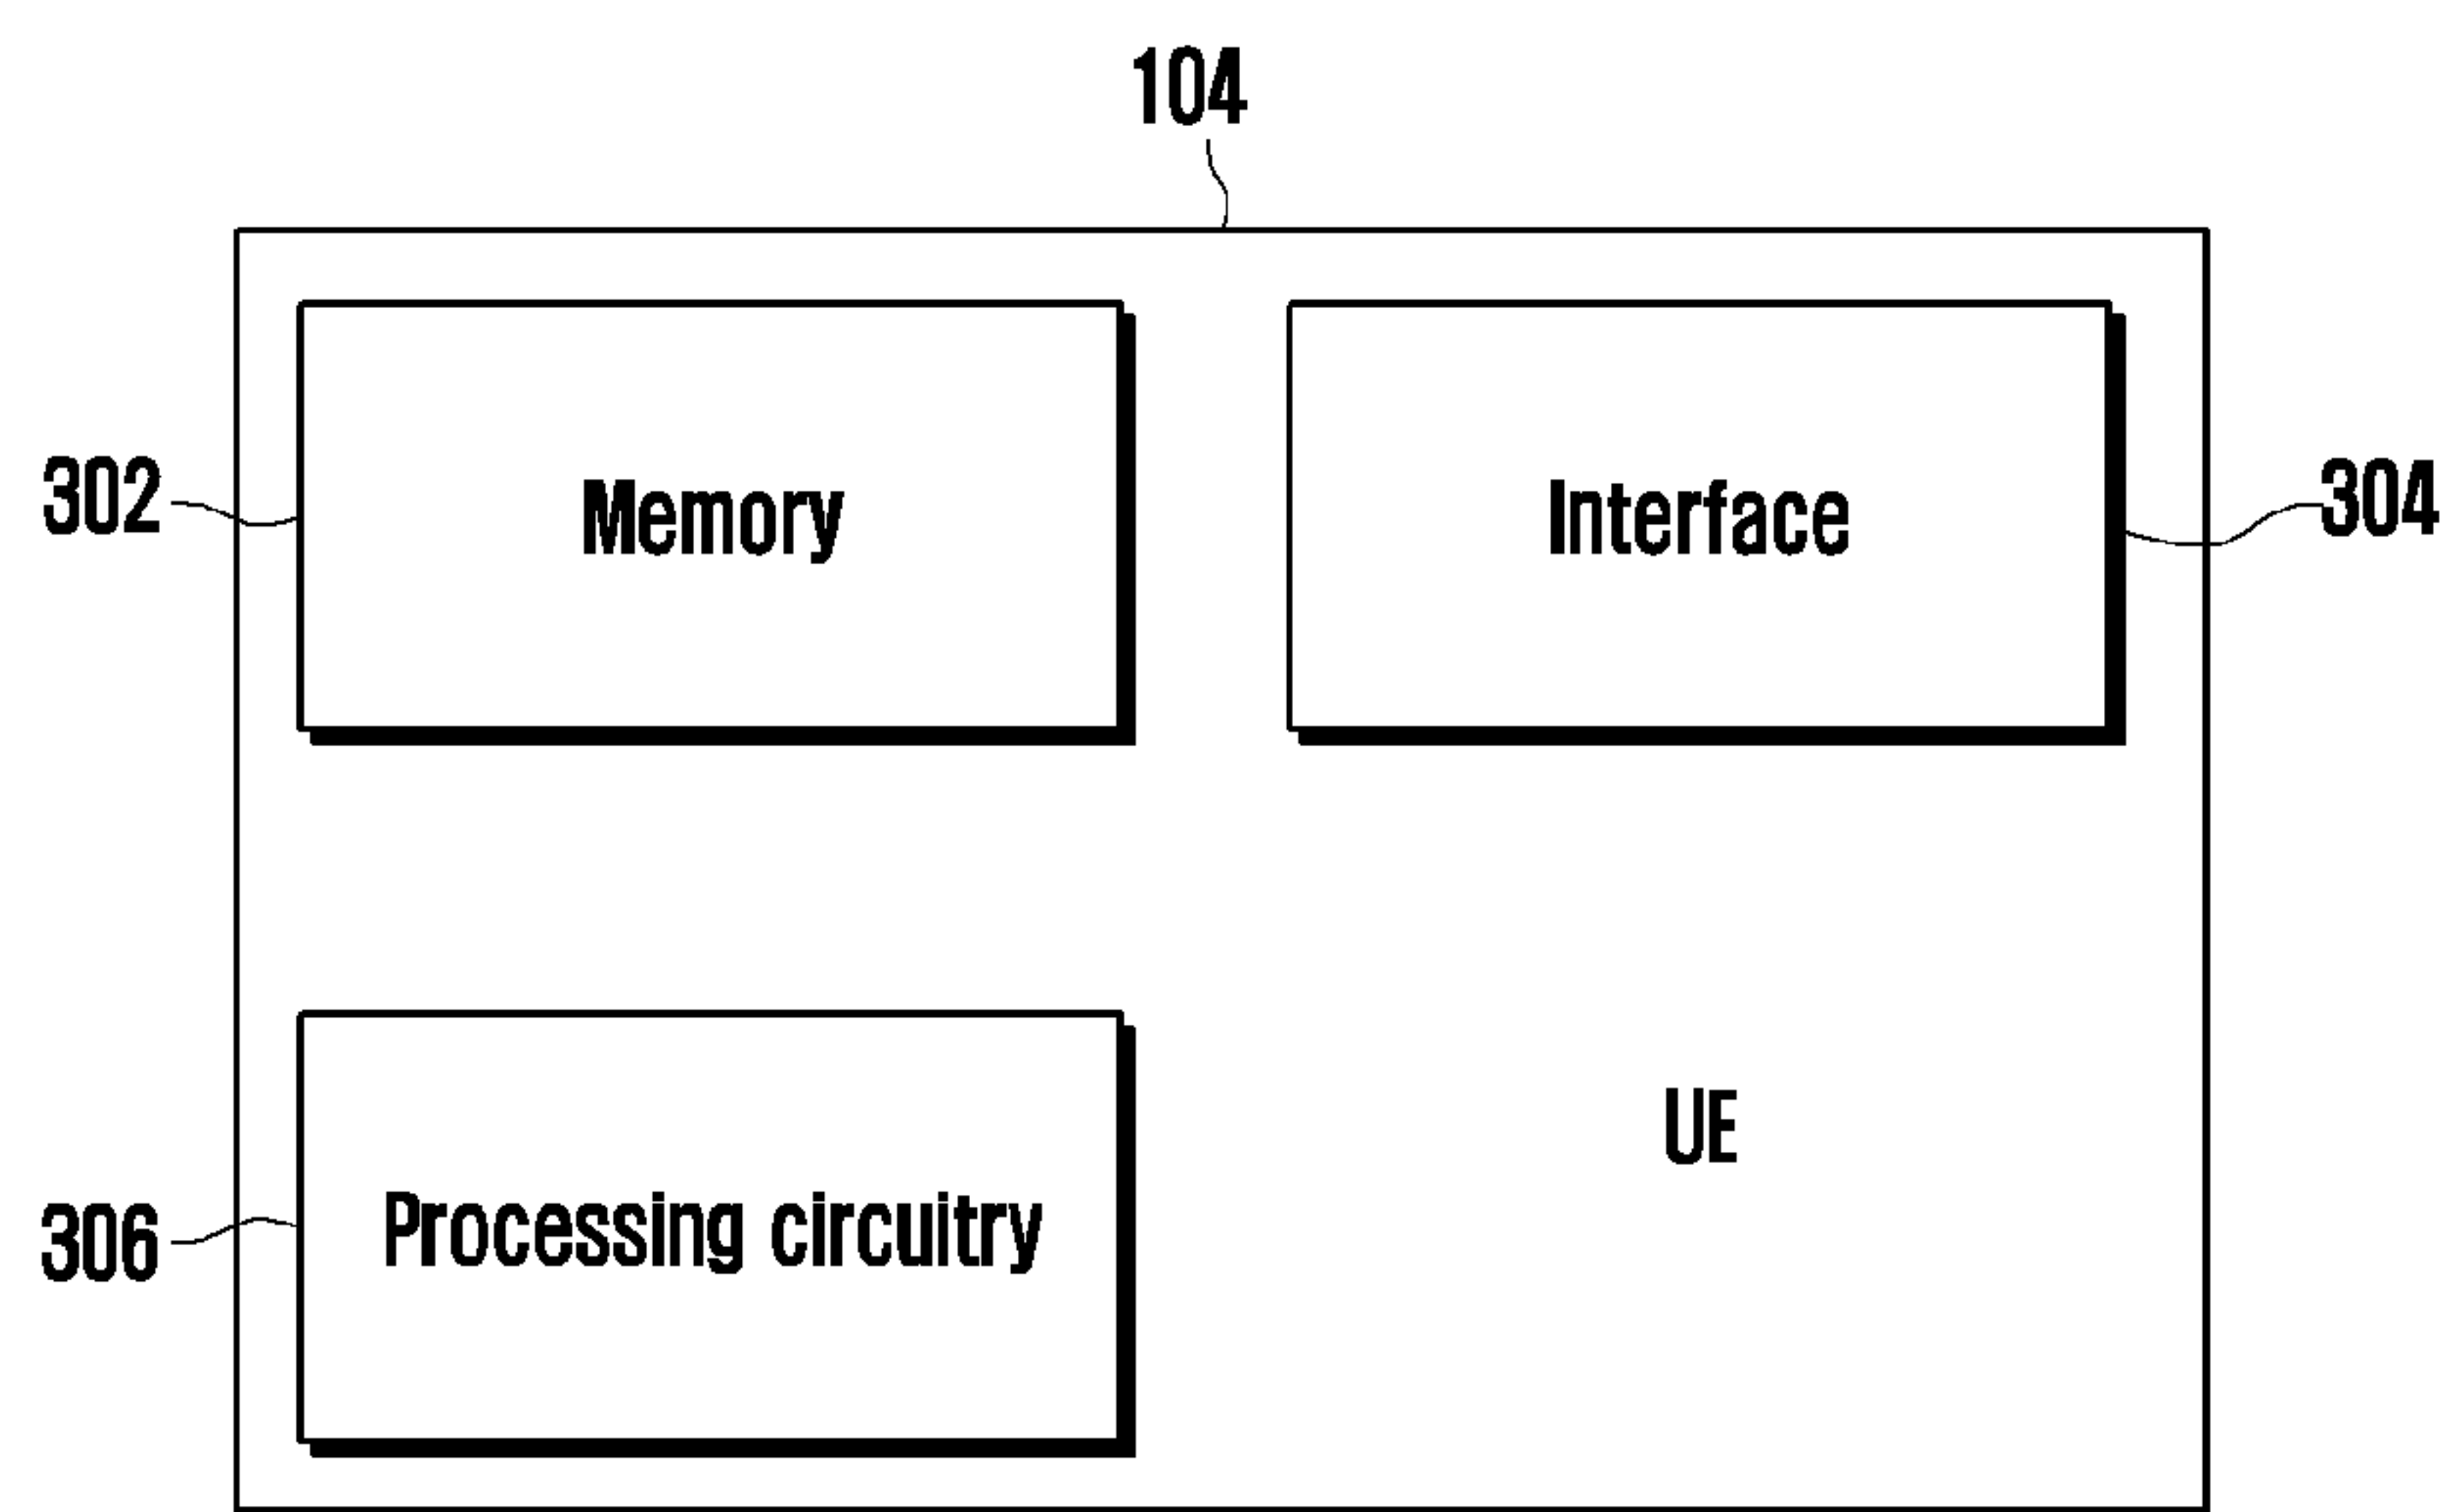 104
302
Memory
Interface
304
UE
306
Processing circuitry